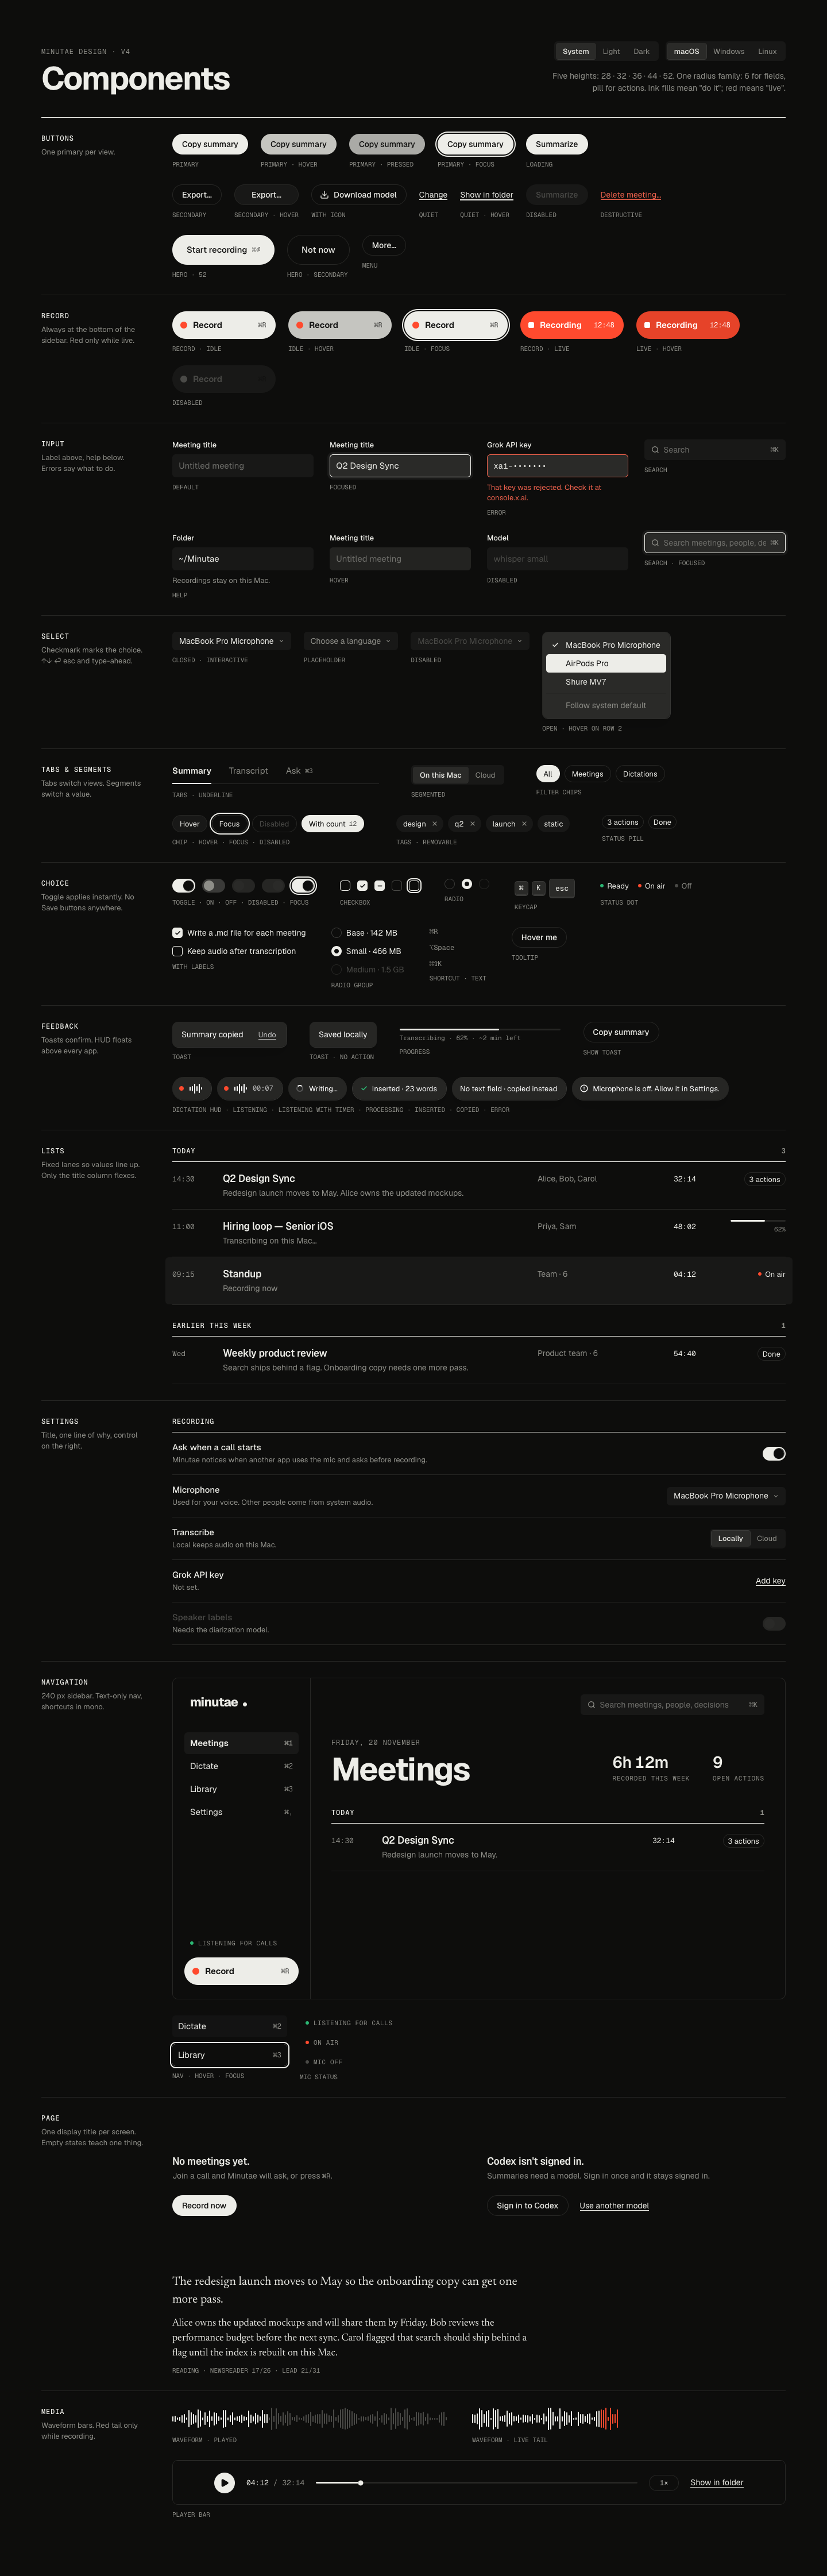 MINUTAE DESIGN · V4
Components
System Light Dark
macOS Windows Linux
Five heights: 28 · 32 · 36 · 44 · 52. One radius family: 6 for fields,
pill for actions. Ink fills mean "do it"; red means "live".
BUTTONS
One primary per view.
Copy summary Copy summary Copy summary Copy summary Summarize
PRIMARY PRIMARY · HOVER PRIMARY · PRESSED PRIMARY · FOCUS LOADING
Export… Export… Download model Change Show in folder Summarize Delete meeting…
SECONDARY SECONDARY · HOVER WITH ICON QUIET QUIET · HOVER DISABLED DESTRUCTIVE
Start recording ⌘⏎ Not now More…
HERO · 52 HERO · SECONDARY MENU
RECORD
Always at the bottom of the
sidebar. Red only while live.
Record ⌘R Record ⌘R Record ⌘R Recording 12:48 Recording 12:48
RECORD · IDLE IDLE · HOVER IDLE · FOCUS RECORD · LIVE LIVE · HOVER
Record
DISABLED
INPUT
Label above, help below.
Errors say what to do.
Meeting title Meeting title Grok API key
Untitled meeting Q2 Design Sync xai-••••••• Search ⌘K
DEFAULT FOCUSED That key was rejected. Check it at
console.x.ai.
ERROR
SEARCH
Folder Meeting title Model
~/Minutae Untitled meeting whisper small Search meetings, people, de ⌘K
Recordings stay on this Mac.
HELP
HOVER DISABLED SEARCH · FOCUSED
SELECT
Checkmark marks the choice.
↑↓ ⏎ esc and type-ahead.
MacBook Pro Microphone Choose a language MacBook Pro Microphone
CLOSED · INTERACTIVE PLACEHOLDER DISABLED
MacBook Pro Microphone
AirPods Pro
Shure MV7
Follow system default
OPEN · HOVER ON ROW 2
TABS & SEGMENTS
Tabs switch views. Segments
switch a value.
Summary Transcript Ask ⌘3 On this Mac Cloud All Meetings Dictations
TABS · UNDERLINE SEGMENTED FILTER CHIPS
Hover Focus Disabled With count 12 design × q2 × launch × static 3 actions Done
CHIP · HOVER · FOCUS · DISABLED TAGS · REMOVABLE STATUS PILL
CHOICE
Toggle applies instantly. No
Save buttons anywhere.
⌘ K esc Ready On air Off
TOGGLE · ON · OFF · DISABLED · FOCUS CHECKBOX RADIO KEYCAP STATUS DOT
Write a .md file for each meeting
Keep audio after transcription
WITH LABELS
Base · 142 MB
Small · 466 MB
Medium · 1.5 GB
RADIO GROUP
⌘R
⌥Space
⌘⇧K
SHORTCUT · TEXT
Hover me
TOOLTIP
FEEDBACK
Toasts confirm. HUD floats
above every app.
Summary copied Undo Saved locally Transcribing · 62% · ~2 min left Copy summary
TOAST TOAST · NO ACTION PROGRESS SHOW TOAST
00:07 Writing… Inserted · 23 words No text field · copied instead Microphone is off. Allow it in Settings.
DICTATION HUD · LISTENING · LISTENING WITH TIMER · PROCESSING · INSERTED · COPIED · ERROR
LISTS
Fixed lanes so values line up.
Only the title column flexes.
TODAY 3
14:30 Q2 Design Sync Alice, Bob, Carol 32:14 3 actions
Redesign launch moves to May. Alice owns the updated mockups.
11:00 Hiring loop — Senior iOS Priya, Sam 48:02 62%
Transcribing on this Mac…
09:15 Standup Team · 6 04:12 On air
Recording now
EARLIER THIS WEEK 1
Wed Weekly product review Product team · 6 54:40 Done
Search ships behind a flag. Onboarding copy needs one more pass.
SETTINGS
Title, one line of why, control
on the right.
RECORDING
Ask when a call starts
Minutae notices when another app uses the mic and asks before recording.
Microphone MacBook Pro Microphone
Used for your voice. Other people come from system audio.
Transcribe Locally Cloud
Local keeps audio on this Mac.
Grok API key Add key
Not set.
Speaker labels
Needs the diarization model.
NAVIGATION
240 px sidebar. Text-only nav,
shortcuts in mono.
minutae
Meetings ⌘1
Dictate ⌘2
Library ⌘3
Settings ⌘,
LISTENING FOR CALLS
Record ⌘R
Search meetings, people, decisions ⌘K
FRIDAY, 20 NOVEMBER
Meetings
6h 12m 9
RECORDED THIS WEEK OPEN ACTIONS
TODAY 1
14:30 Q2 Design Sync 32:14 3 actions
Redesign launch moves to May.
Dictate ⌘2
Library ⌘3
NAV · HOVER · FOCUS
LISTENING FOR CALLS
ON AIR
MIC OFF
MIC STATUS
PAGE
One display title per screen.
Empty states teach one thing.
No meetings yet.
Join a call and Minutae will ask, or press ⌘R.
Record now
Codex isn't signed in.
Summaries need a model. Sign in once and it stays signed in.
Sign in to Codex Use another model
The redesign launch moves to May so the onboarding copy can get one
more pass.
Alice owns the updated mockups and will share them by Friday. Bob reviews the
performance budget before the next sync. Carol flagged that search should ship behind a
flag until the index is rebuilt on this Mac.
READING · NEWSREADER 17/26 · LEAD 21/31
MEDIA
Waveform bars. Red tail only
while recording.
WAVEFORM · PLAYED WAVEFORM · LIVE TAIL
04:12 / 32:14 1× Show in folder
PLAYER BAR